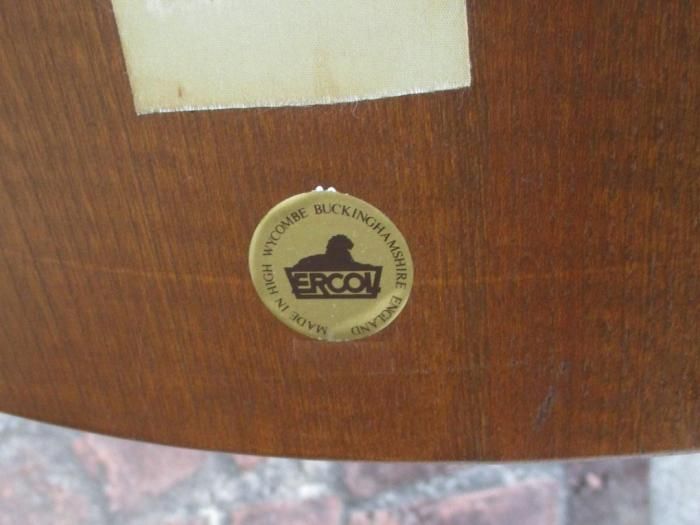 MADE IN HIGH WYCOMBE BUCKINGHAMSHIRE ENGLAND
ERCOL